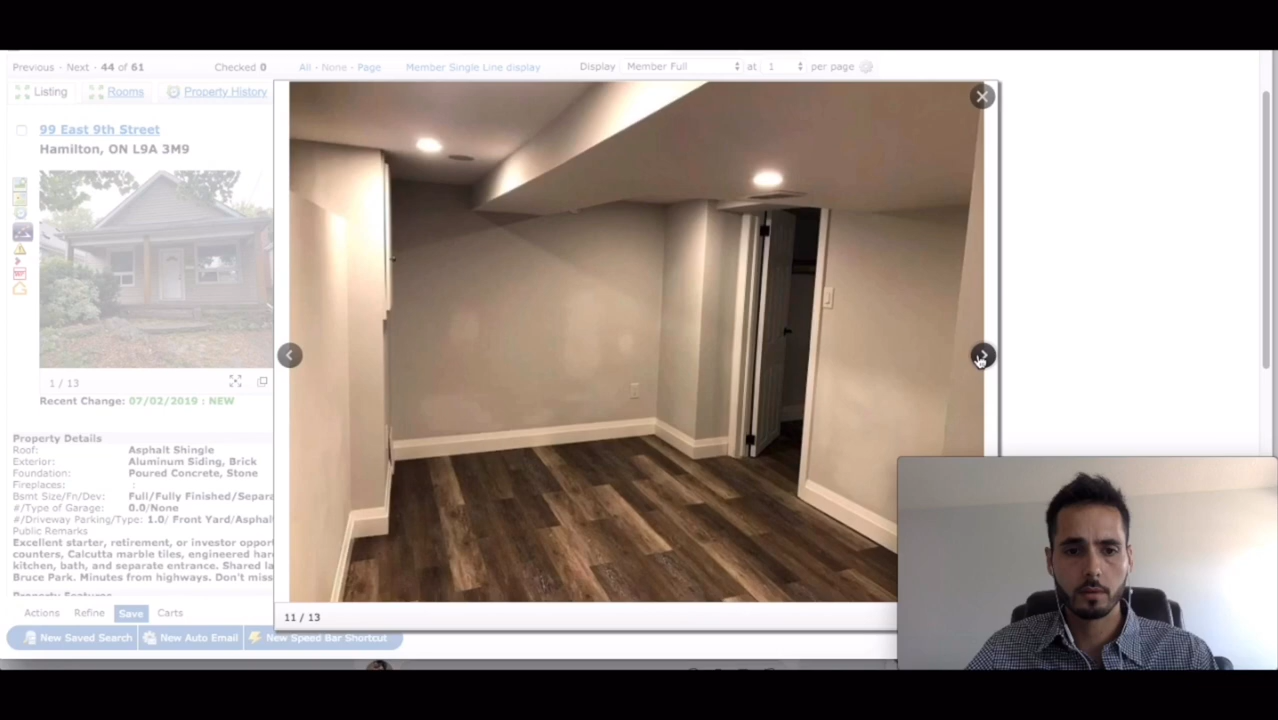 Previous - Next - 44 of 61 Checked 0 All - None - Page Member Single Line display Display Member Full at 1 per page
Listing Rooms Property History
99 East 9th Street
Hamilton, ON L9A 3M9
1 / 13
Recent Change: 07/02/2019 : NEW
Property Details
Roof: Asphalt Shingle
Exterior: Aluminum Siding, Brick
Foundation: Poured Concrete, Stone
Fireplaces: :
Bsmt Size/Fn/Dev: Full/Fully Finished/Separa
#/Type of Garage: 0.0/None
#/Driveway Parking/Type: 1.0/ Front Yard/Asphal
Public Remarks
Excellent starter, retirement, or investor opport
counters, Calcutta marble tiles, engineered har
kitchen, bath, and separate entrance. Shared la
Bruce Park. Minutes from highways. Don't miss
Property Features
11 / 13
Actions Refine Save Carts
New Saved Search New Auto Email New Speed Bar Shortcut